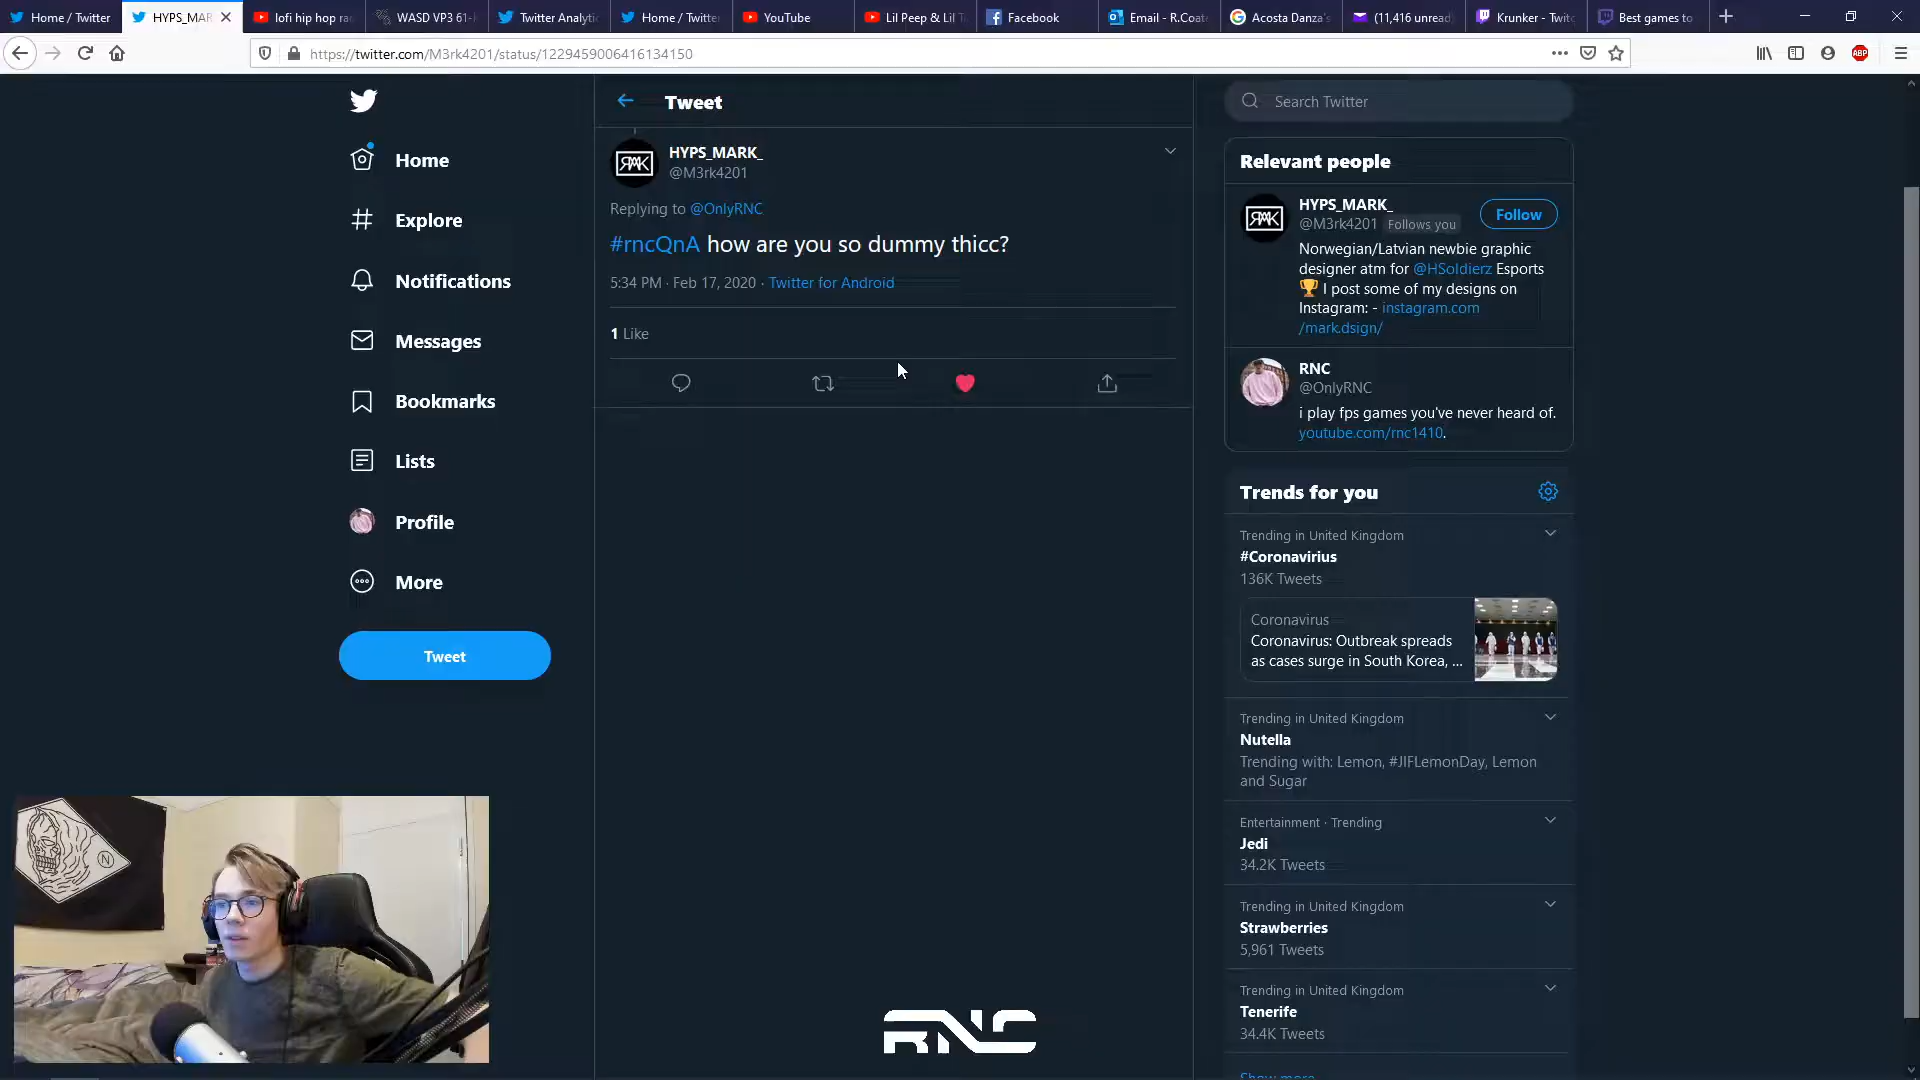 Home / Twitter
HYPS_MAR
lofi hip hop ra
WASD VP3 61-
Twitter Analytic
Home / Twitter
YouTube
Lil Peep & Lil T
Facebook
Email - R.Coat
Acosta Danza's
(11,416 unread
Krunker - Twitc
Best games to
https://twitter.com/M3rk4201/status/1229459006416134150
ABP
Home
Explore
Notifications
Messages
Bookmarks
Lists
Profile
More
Tweet
Tweet
HYPS_MARK_
@M3rk4201
Replying to @OnlyRNC
#rncQnA how are you so dummy thicc?
5:34 PM · Feb 17, 2020 · Twitter for Android
1 Like
Search Twitter
Relevant people
HYPS_MARK_
@M3rk4201 Follows you
Follow
Norwegian/Latvian newbie graphic
designer atm for @HSoldierz Esports
🏆 I post some of my designs on
Instagram: - instagram.com
/mark.dsign/
RNC
@OnlyRNC
i play fps games you've never heard of.
youtube.com/rnc1410.
Trends for you
Trending in United Kingdom
#Coronavirius
136K Tweets
Coronavirus
Coronavirus: Outbreak spreads
as cases surge in South Korea, ...
Trending in United Kingdom
Nutella
Trending with: Lemon, #JIFLemonDay, Lemon
and Sugar
Entertainment · Trending
Jedi
34.2K Tweets
Trending in United Kingdom
Strawberries
5,961 Tweets
Trending in United Kingdom
Tenerife
34.4K Tweets
Show more
N
RNC